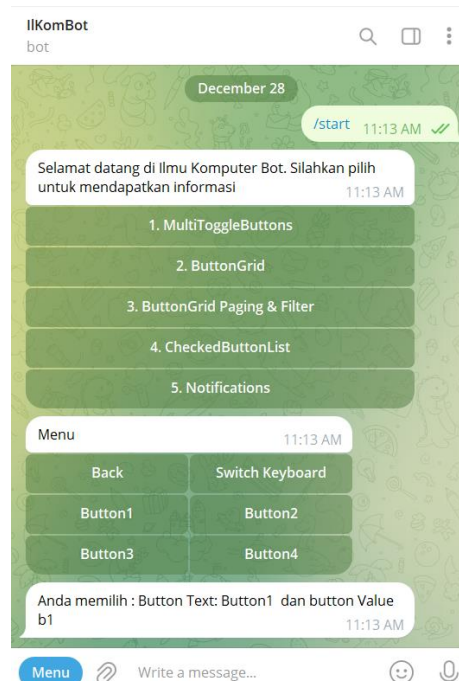 IlKomBot
bot
December 28
/start 11:13 AM
Selamat datang di Ilmu Komputer Bot. Silahkan pilih
untuk mendapatkan informasi 11:13 AM
1. MultiToggleButtons
2. ButtonGrid
3. ButtonGrid Paging & Filter
4. CheckedButtonList
5. Notifications
Menu 11:13 AM
Back Switch Keyboard
Button1 Button2
Button3 Button4
Anda memilih : Button Text: Button1 dan button Value
b1 11:13 AM
Menu Write a message...